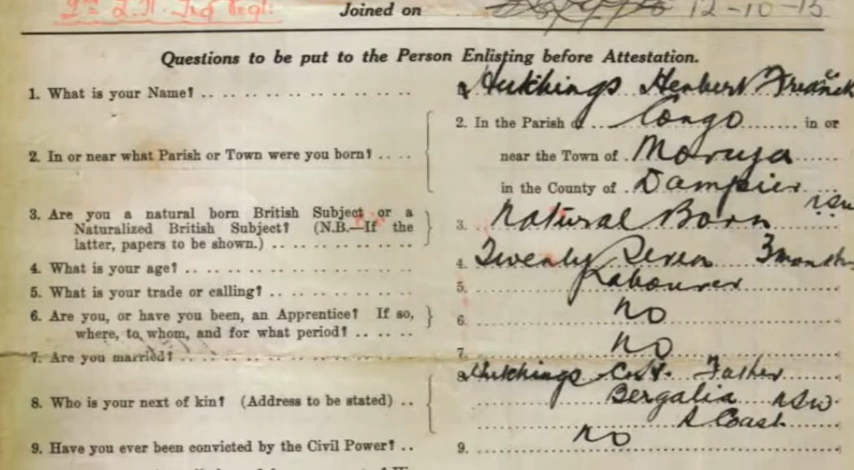 Joined on 12-10-15
Questions to be put to the Person Enlisting before Attestation.
1. What is your Name? Hutchings Herbert Fredrick
2. In or near what Parish or Town were you born?
2. In the Parish of Congo in or
near the Town of Moruya
in the County of Dampier NSW
3. Are you a natural born British Subject or a
Naturalized British Subject? (N.B.—If the
latter, papers to be shown.)
3. Natural Born
4. What is your age? 4. Twenty Seven 3 months
5. What is your trade or calling? 5. Labourer
6. Are you, or have you been, an Apprentice? If so,
where, to whom, and for what period?
6. No
7. Are you married? 7. No
8. Who is your next of kin? (Address to be stated)
8. Hutchings Father
Bergalia NSW
S Coast
9. Have you ever been convicted by the Civil Power? 9. No